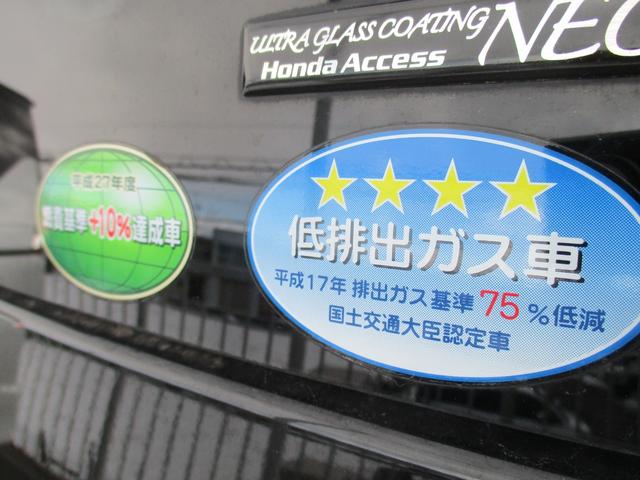 ULTRA GLASS COATING NEO
Honda Access
平成27年度
燃費基準+10%達成車
低排出ガス車
平成17年排出ガス基準75%低減
国土交通大臣認定車